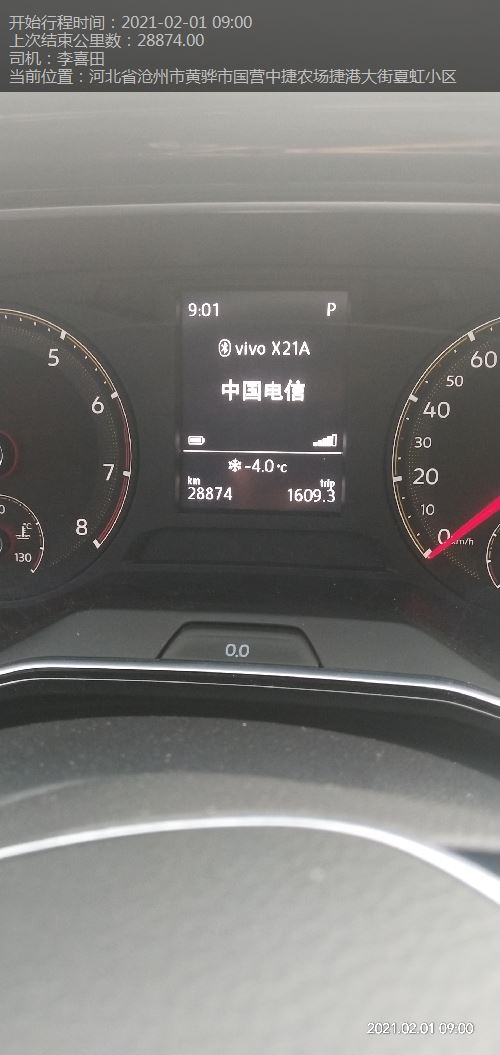 开始行程时间：2021-02-01 09:00
上次结束公里数：28874.00
司机：李喜田
当前位置：河北省沧州市黄骅市国营中捷农场捷港大街夏虹小区
9:01 P
vivo X21A
中国电信
-4.0°C
km trip
28874 1609.3
5
6
7
8
°C
130
60
50
40
30
20
10
0 km/h
0.0
2021.02.01 09:00